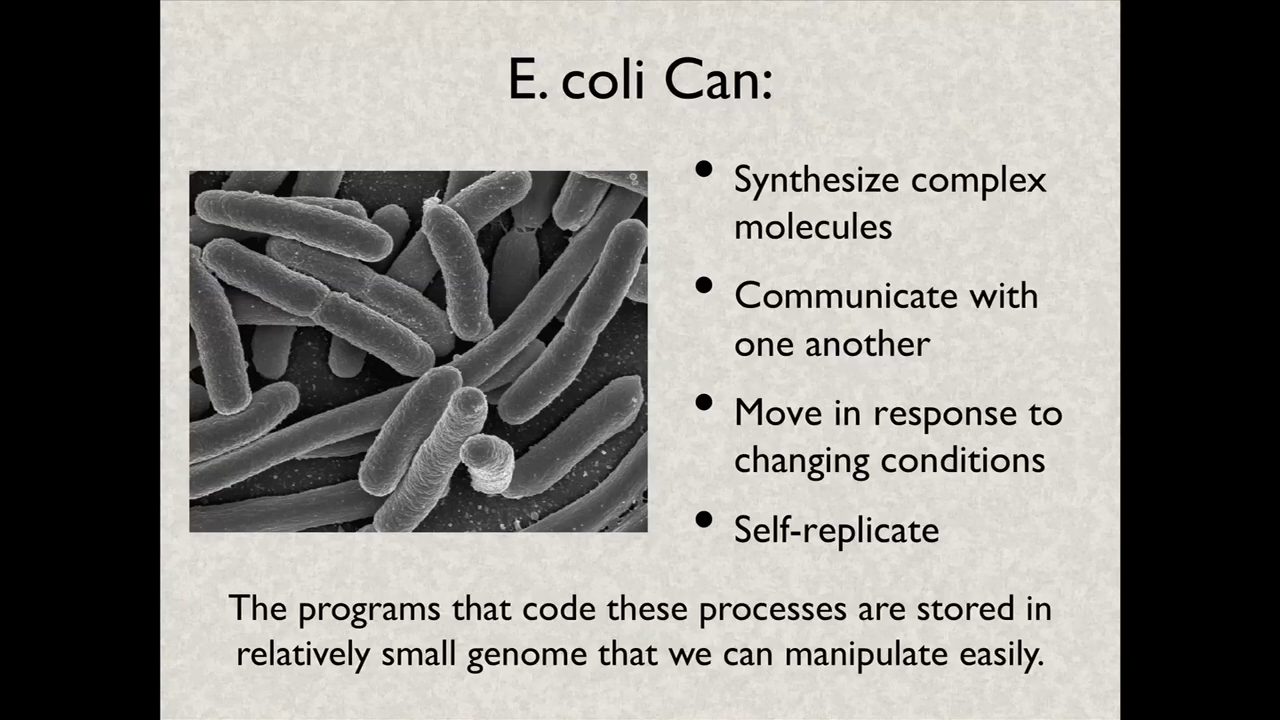 E. coli Can:
• Synthesize complex
molecules
• Communicate with
one another
• Move in response to
changing conditions
• Self-replicate
The programs that code these processes are stored in
relatively small genome that we can manipulate easily.